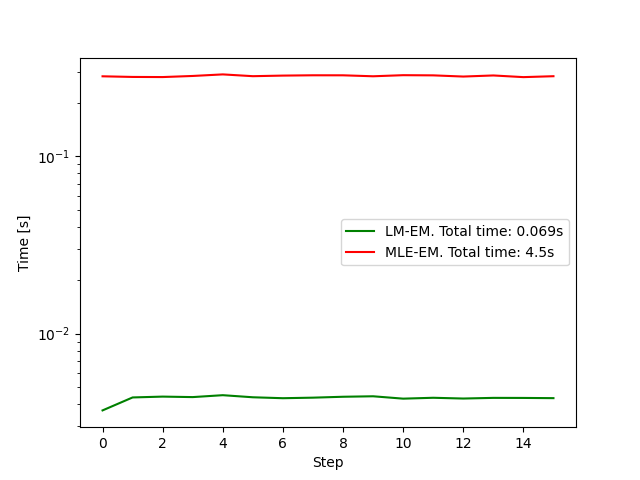 Time [s]
10⁻¹
10⁻²
LM-EM. Total time: 0.069s
MLE-EM. Total time: 4.5s
0 2 4 6 8 10 12 14
Step